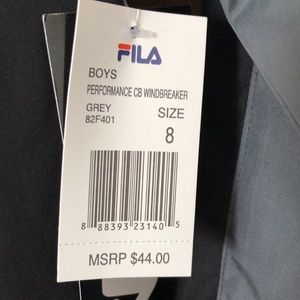 FILA
BOYS
PERFORMANCE CB WINDBREAKER
GREY SIZE
82F401 8
8 88393 23140 5
MSRP $44.00